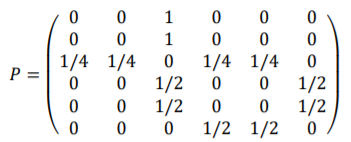 0 0 1 0 0 0
0 0 1 0 0 0
1/4 1/4 0 1/4 1/4 0
P = 0 0 1/2 0 0 1/2
0 0 1/2 0 0 1/2
0 0 0 1/2 1/2 0